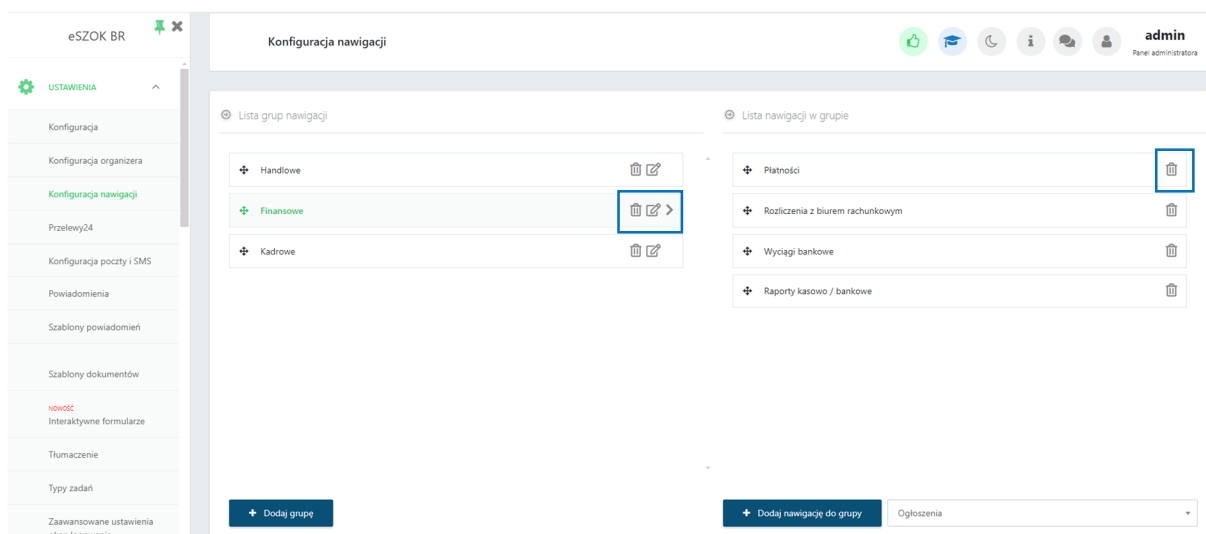 eSZOK BR
Konfiguracja nawigacji
admin
Panel administratora
USTAWIENIA
Konfiguracja
Konfiguracja organizera
Konfiguracja nawigacji
Przelewy24
Konfiguracja poczty i SMS
Powiadomienia
Szablony powiadomień
Szablony dokumentów
NOWOŚĆ
Interaktywne formularze
Tłumaczenie
Typy zadań
Zaawansowane ustawienia
Lista grup nawigacji
Handlowe
Finansowe
Kadrowe
+ Dodaj grupę
Lista nawigacji w grupie
Płatności
Rozliczenia z biurem rachunkowym
Wyciągi bankowe
Raporty kasowo / bankowe
+ Dodaj nawigację do grupy
Ogłoszenia